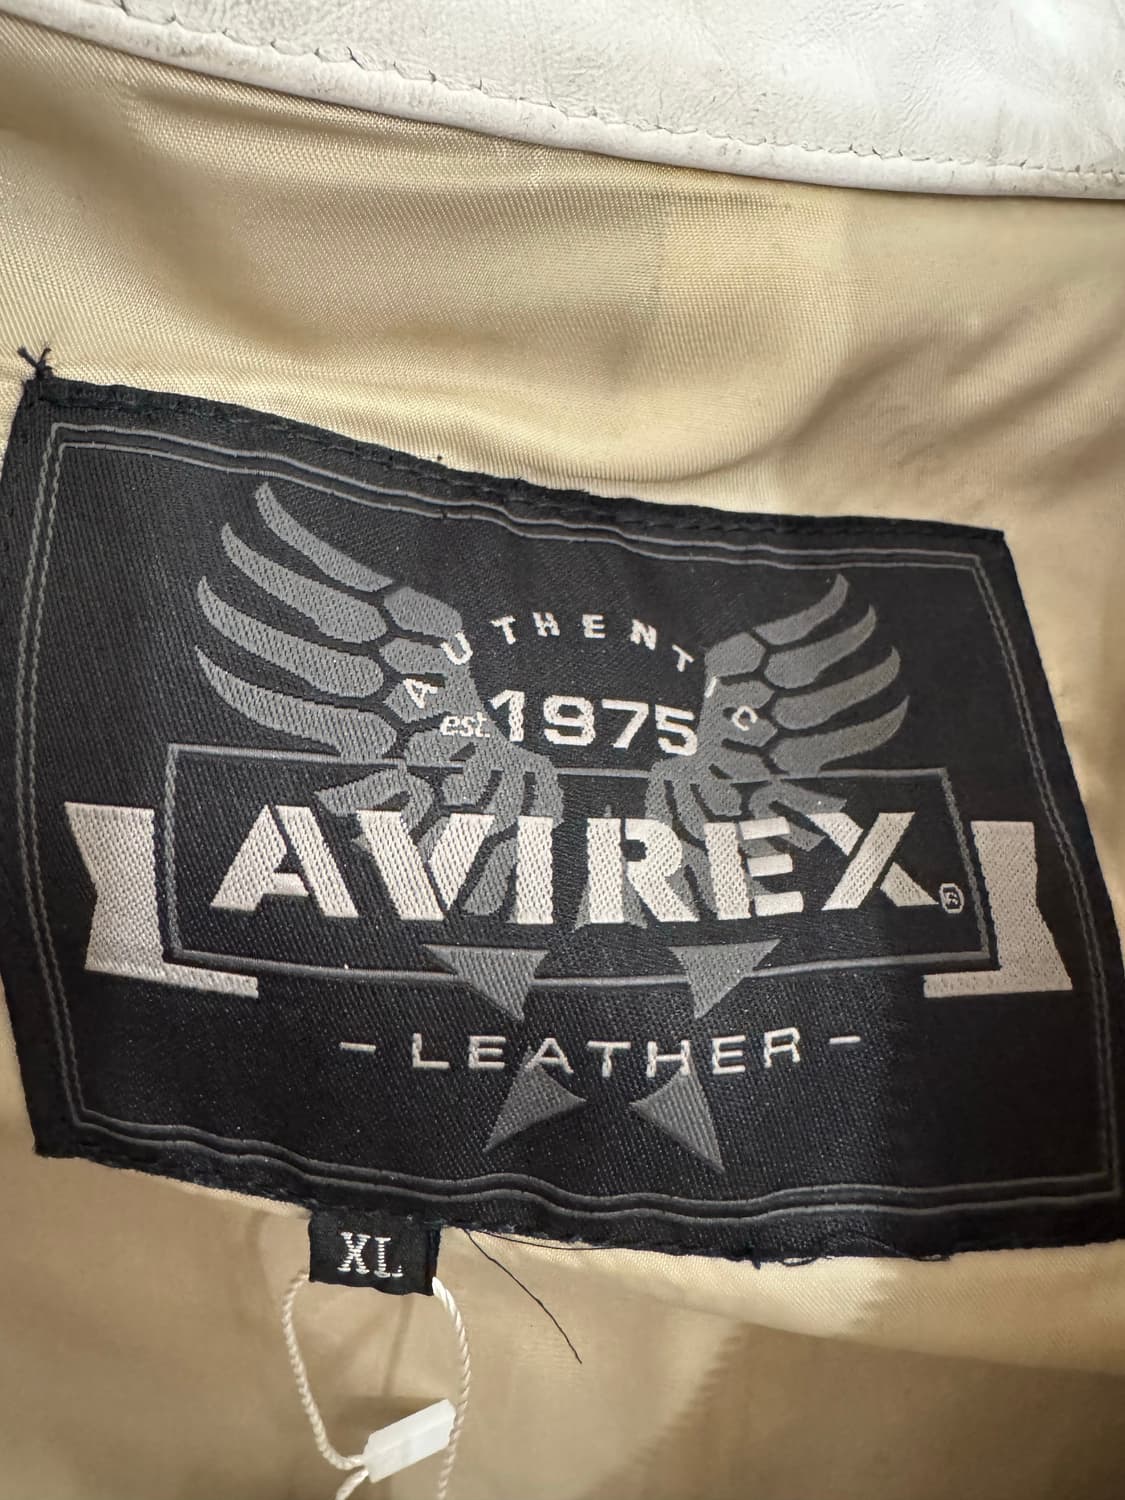 AUTHENTIC
est. 1975
AVIREX®
- LEATHER -
XL